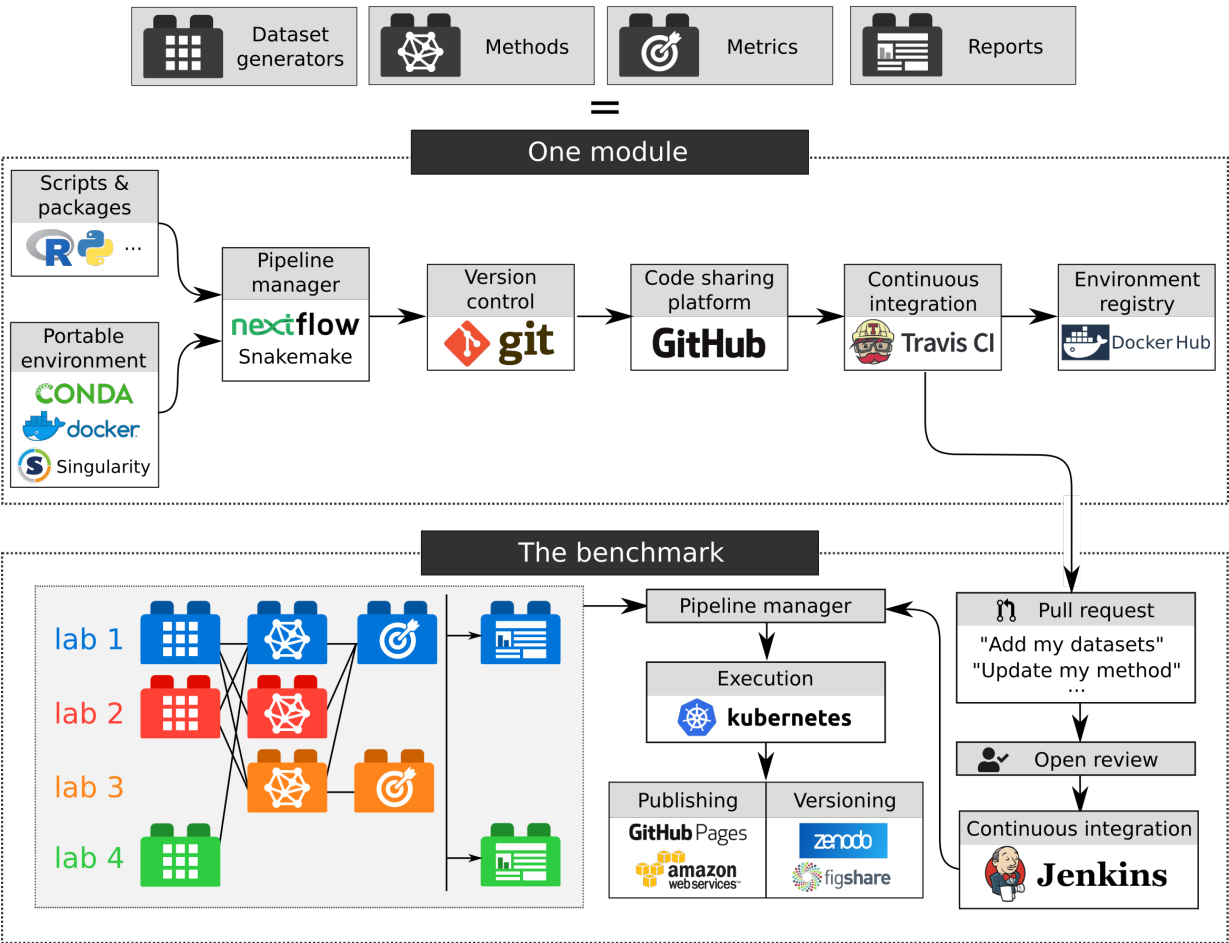 Dataset
generators
Methods
Metrics
Reports
=
One module
Scripts &
packages
R
...
Portable
environment
CONDA
docker
S Singularity
Pipeline
manager
nextflow
Snakemake
Version
control
git
Code sharing
platform
GitHub
Continuous
integration
T
Travis CI
Environment
registry
Docker Hub
The benchmark
lab 1
lab 2
lab 3
lab 4
Pipeline manager
Execution
kubernetes
Publishing
GitHub Pages
amazon
webservices™
Versioning
zenodo
figshare
Pull request
"Add my datasets"
"Update my method"
...
Open review
Continuous integration
Jenkins